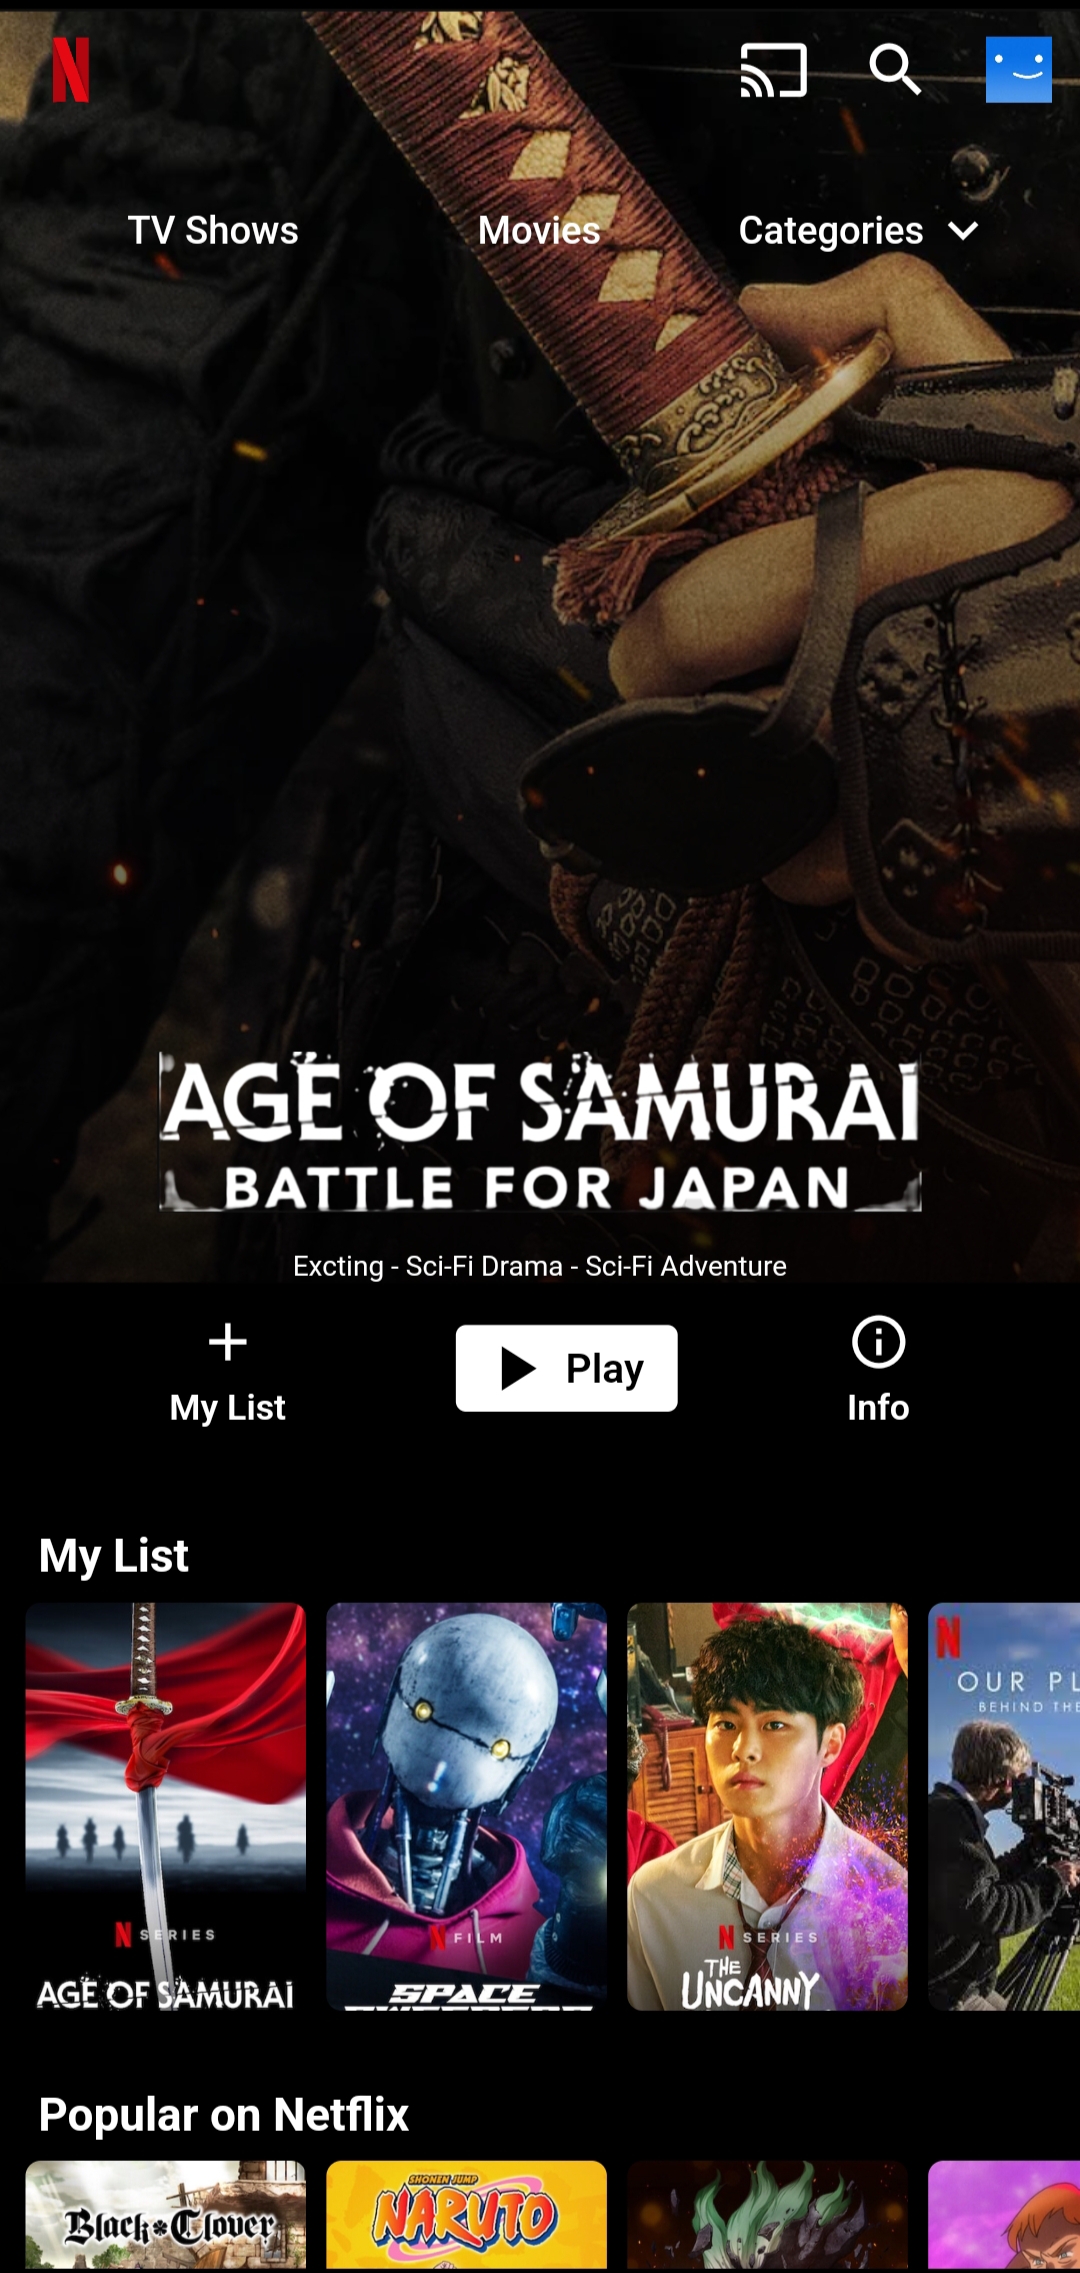 N
TV Shows Movies Categories
AGE OF SAMURAI
BATTLE FOR JAPAN
Excting - Sci-Fi Drama - Sci-Fi Adventure
My List Play Info
My List
N SERIES
AGE OF SAMURAI
N FILM
SPACE
N SERIES
THE
UNCANNY
N
OUR PL
BEHIND THE
Popular on Netflix
Black Clover
SHONEN JUMP
NARUTO